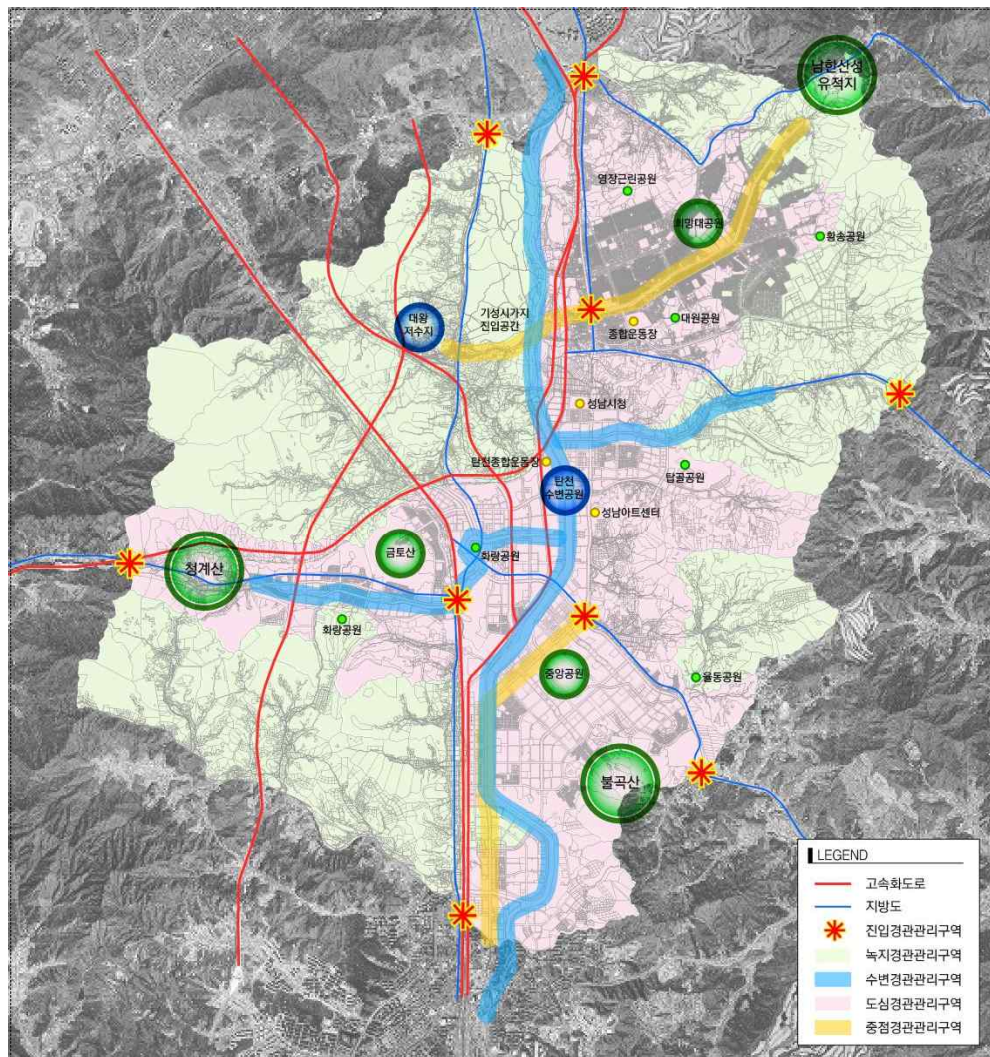 남한산성
유적지
영장근린공원
희망대공원
황송공원
대왕
저수지
기성시가지
진입공간
대원공원
종합운동장
성남시청
탄천종합운동장
탑골공원
탄천
수변공원
성남아트센터
청계산
금토산
화랑공원
화랑공원
중앙공원
율동공원
불곡산
LEGEND
고속화도로
지방도
진입경관관리구역
녹지경관관리구역
수변경관관리구역
도심경관관리구역
중점경관관리구역